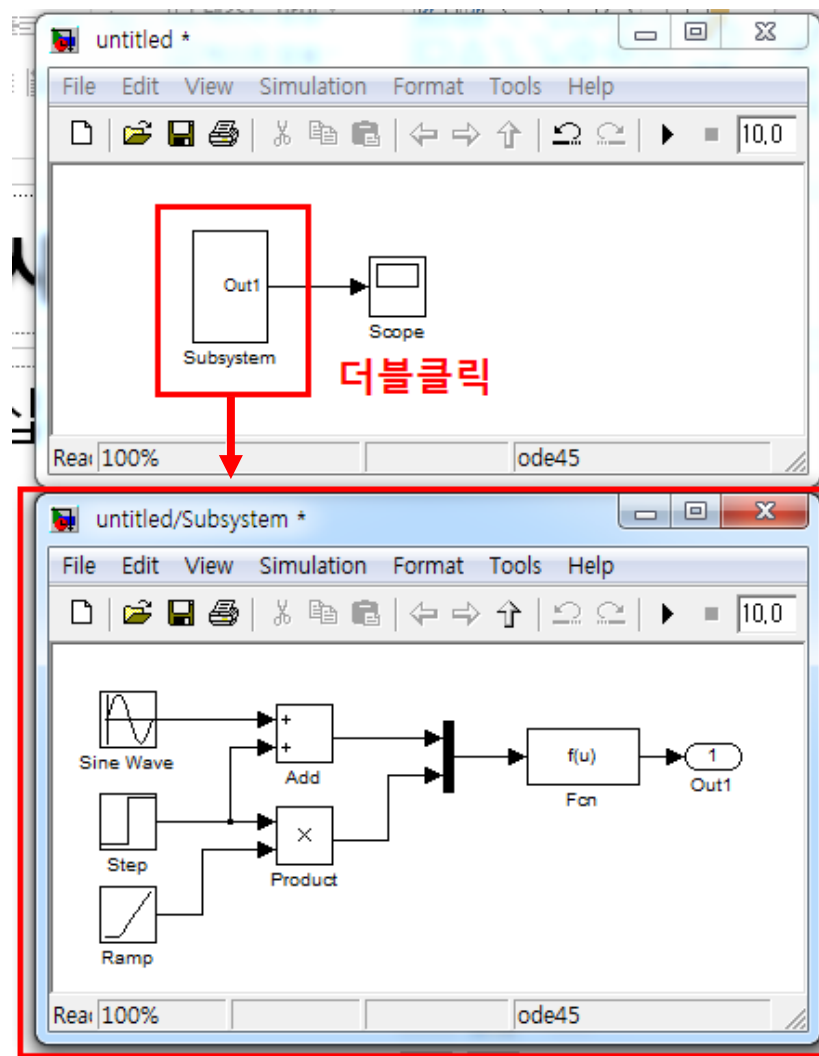 untitled *
File Edit View Simulation Format Tools Help
10,0
Out1
Subsystem
Scope
더블클릭
Rea 100% ode45
untitled/Subsystem *
File Edit View Simulation Format Tools Help
10,0
Sine Wave
+
+
Add
f(u)
Fcn
1
Out1
Step
×
Product
Ramp
Rea 100% ode45